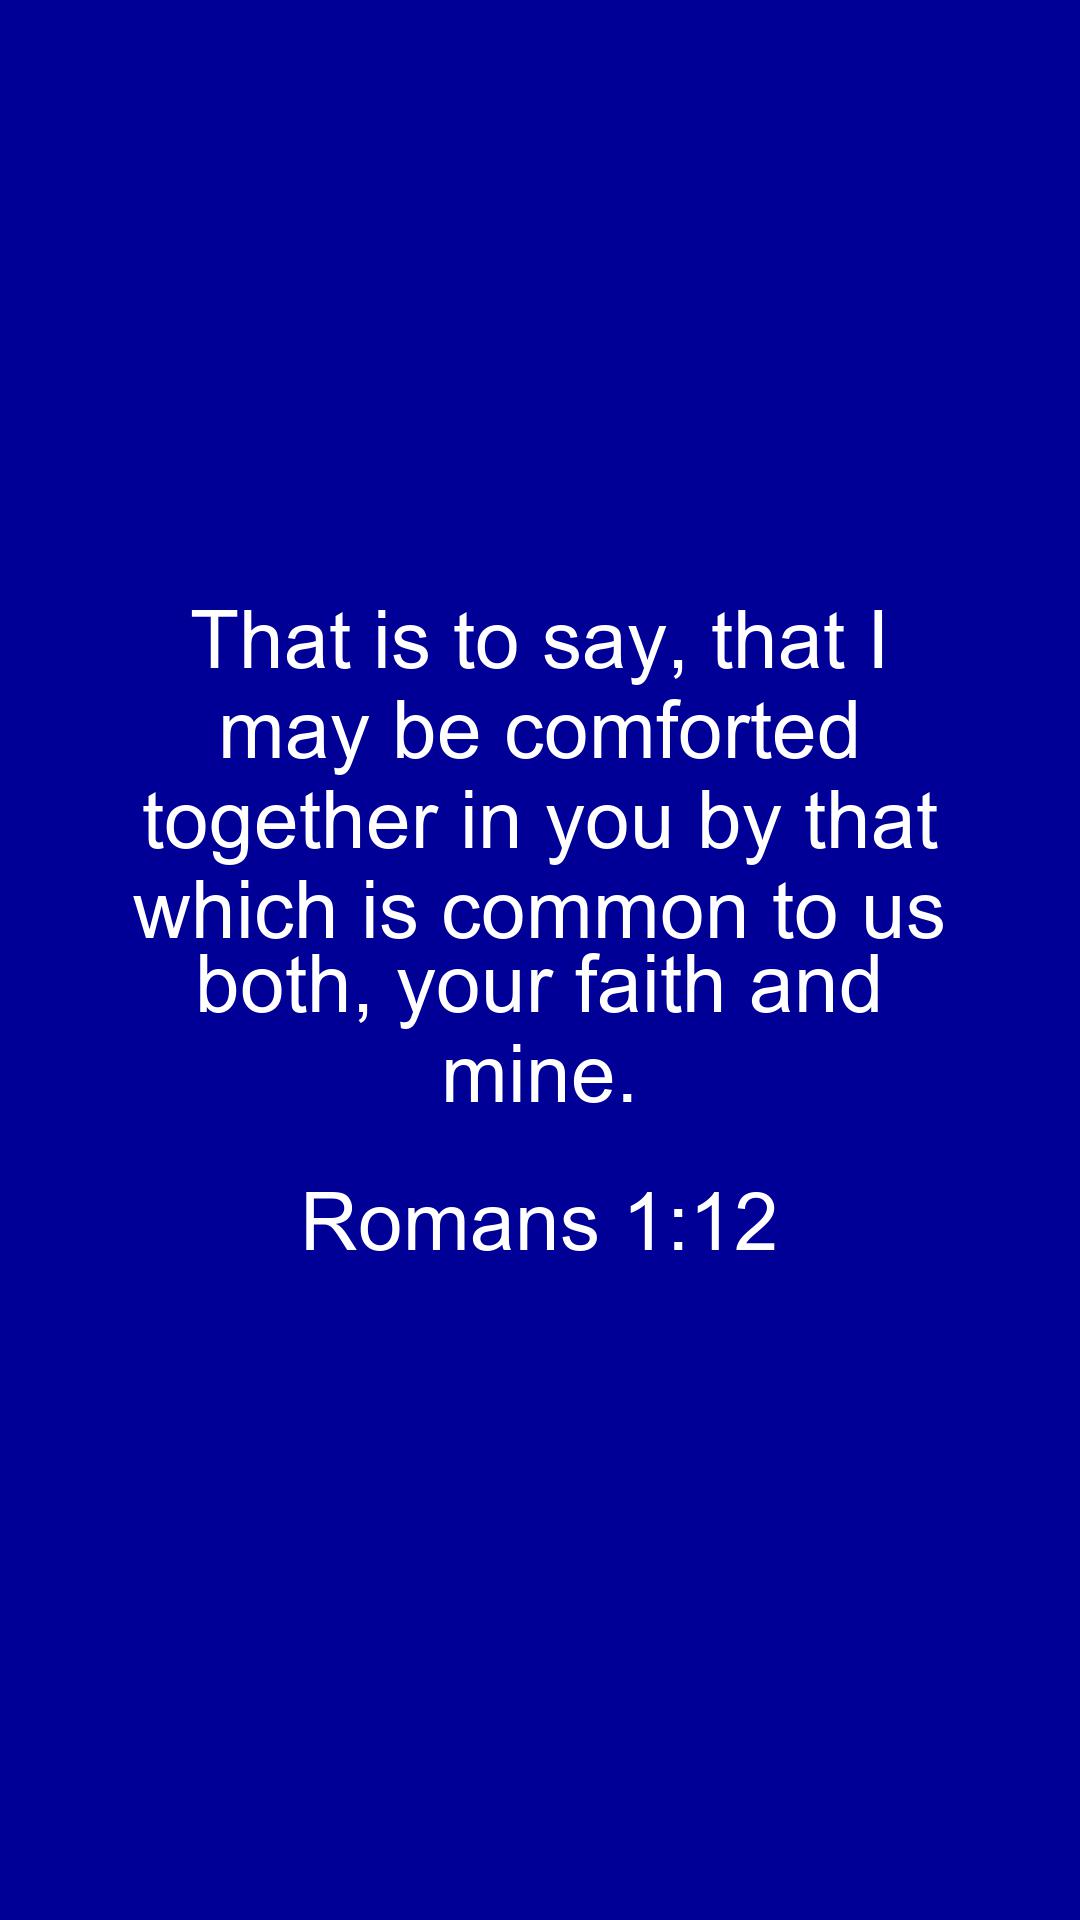 That is to say, that I
may be comforted
together in you by that
which is common to us
both, your faith and
mine.
Romans 1:12